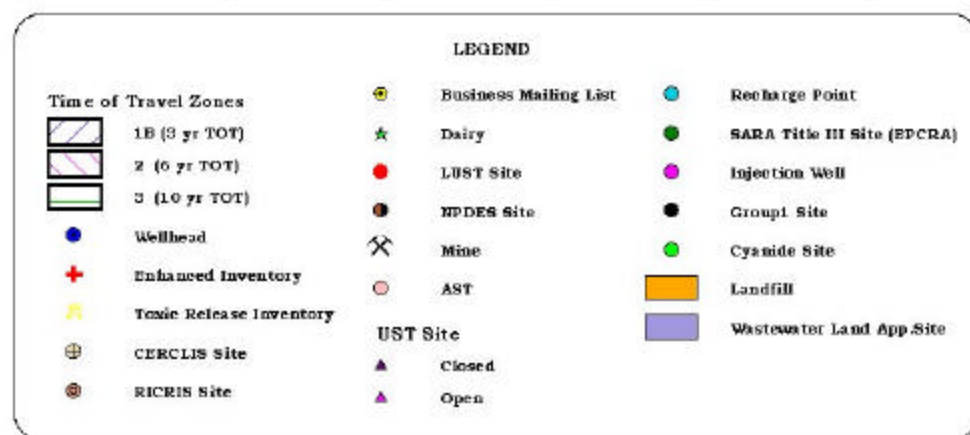 LEGEND
Time of Travel Zones
1B (3 yr TOT)
2 (6 yr TOT)
3 (10 yr TOT)
Wellhead
Enhanced Inventory
Toxic Release Inventory
CERCLIS Site
RICRIS Site
Business Mailing List
Dairy
LUST Site
NPDES Site
Mine
AST
UST Site
Closed
Open
Recharge Point
SARA Title III Site (EPCRA)
Injection Well
Group1 Site
Cyanide Site
Landfill
Wastewater Land App.Site